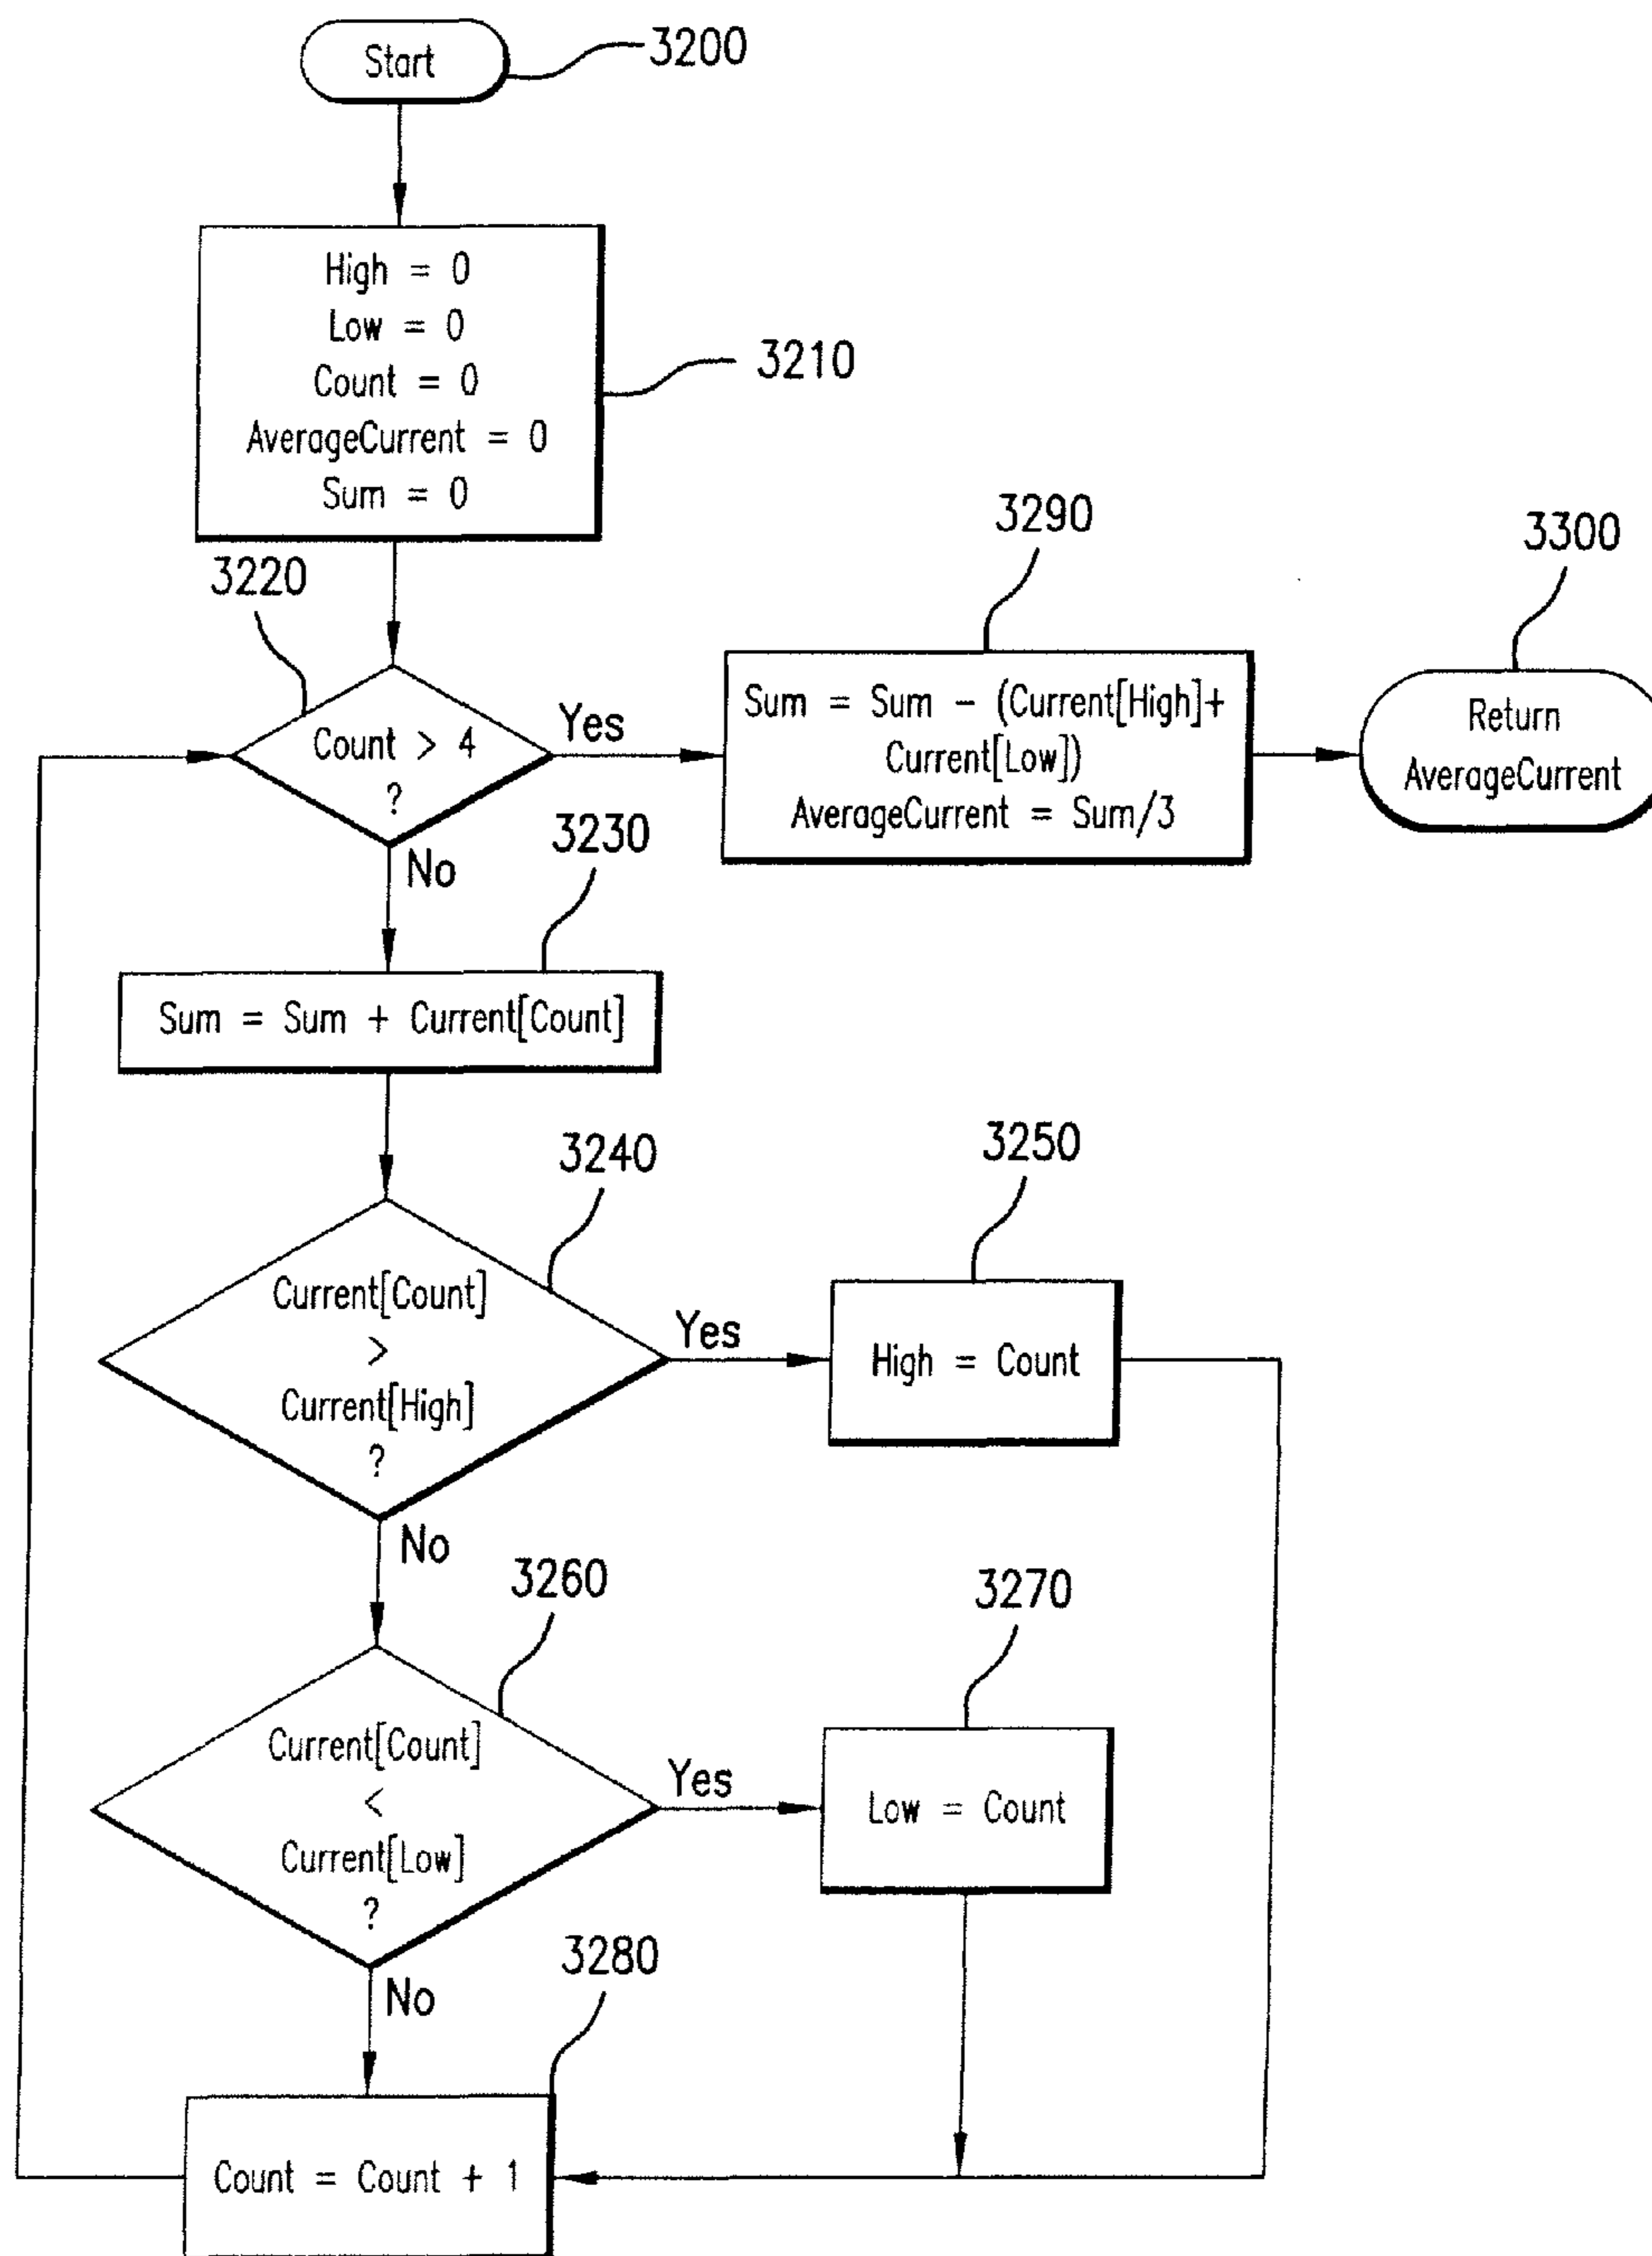 Start
3200
High = 0
Low = 0
Count = 0
AverageCurrent = 0
Sum = 0
3210
3220
Count > 4
?
Yes
No
3290
Sum = Sum - (Current[High]+
Current[Low])
AverageCurrent = Sum/3
3300
Return
AverageCurrent
3230
Sum = Sum + Current[Count]
3240
Current[Count]
>
Current[High]
?
Yes
No
3250
High = Count
3260
Current[Count]
<
Current[Low]
?
Yes
No
3270
Low = Count
3280
Count = Count + 1